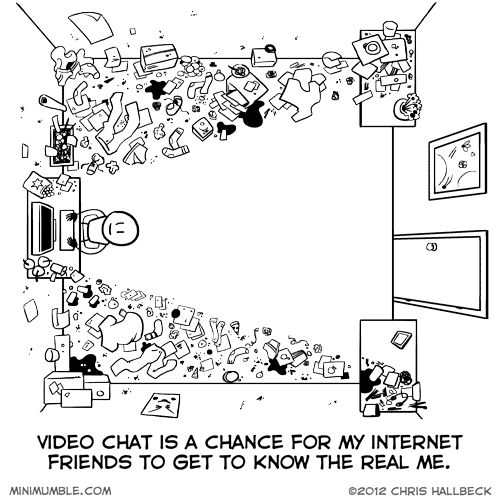 VIDEO CHAT IS A CHANCE FOR MY INTERNET
FRIENDS TO GET TO KNOW THE REAL ME.
MINIMUMBLE.COM
©2012 CHRIS HALLBECK